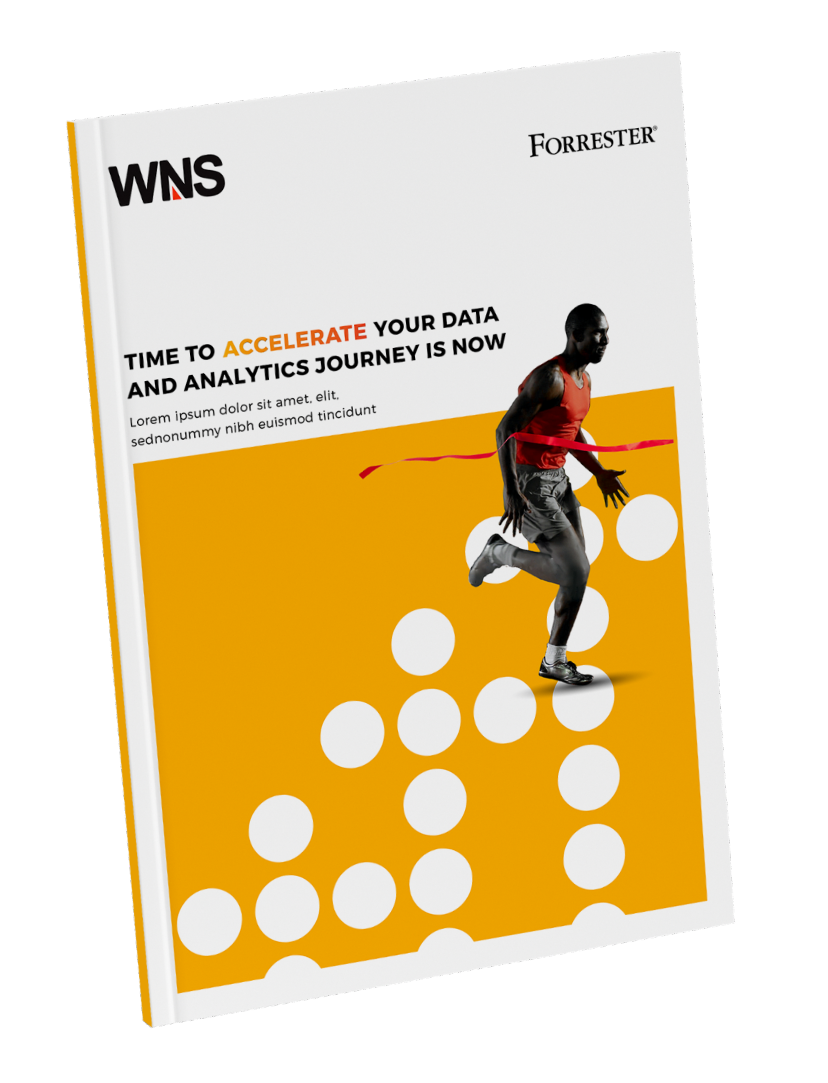 WNS
FORRESTER®
TIME TO ACCELERATE YOUR DATA
AND ANALYTICS JOURNEY IS NOW
Lorem ipsum dolor sit amet, elit,
sednonummy nibh euismod tincidunt